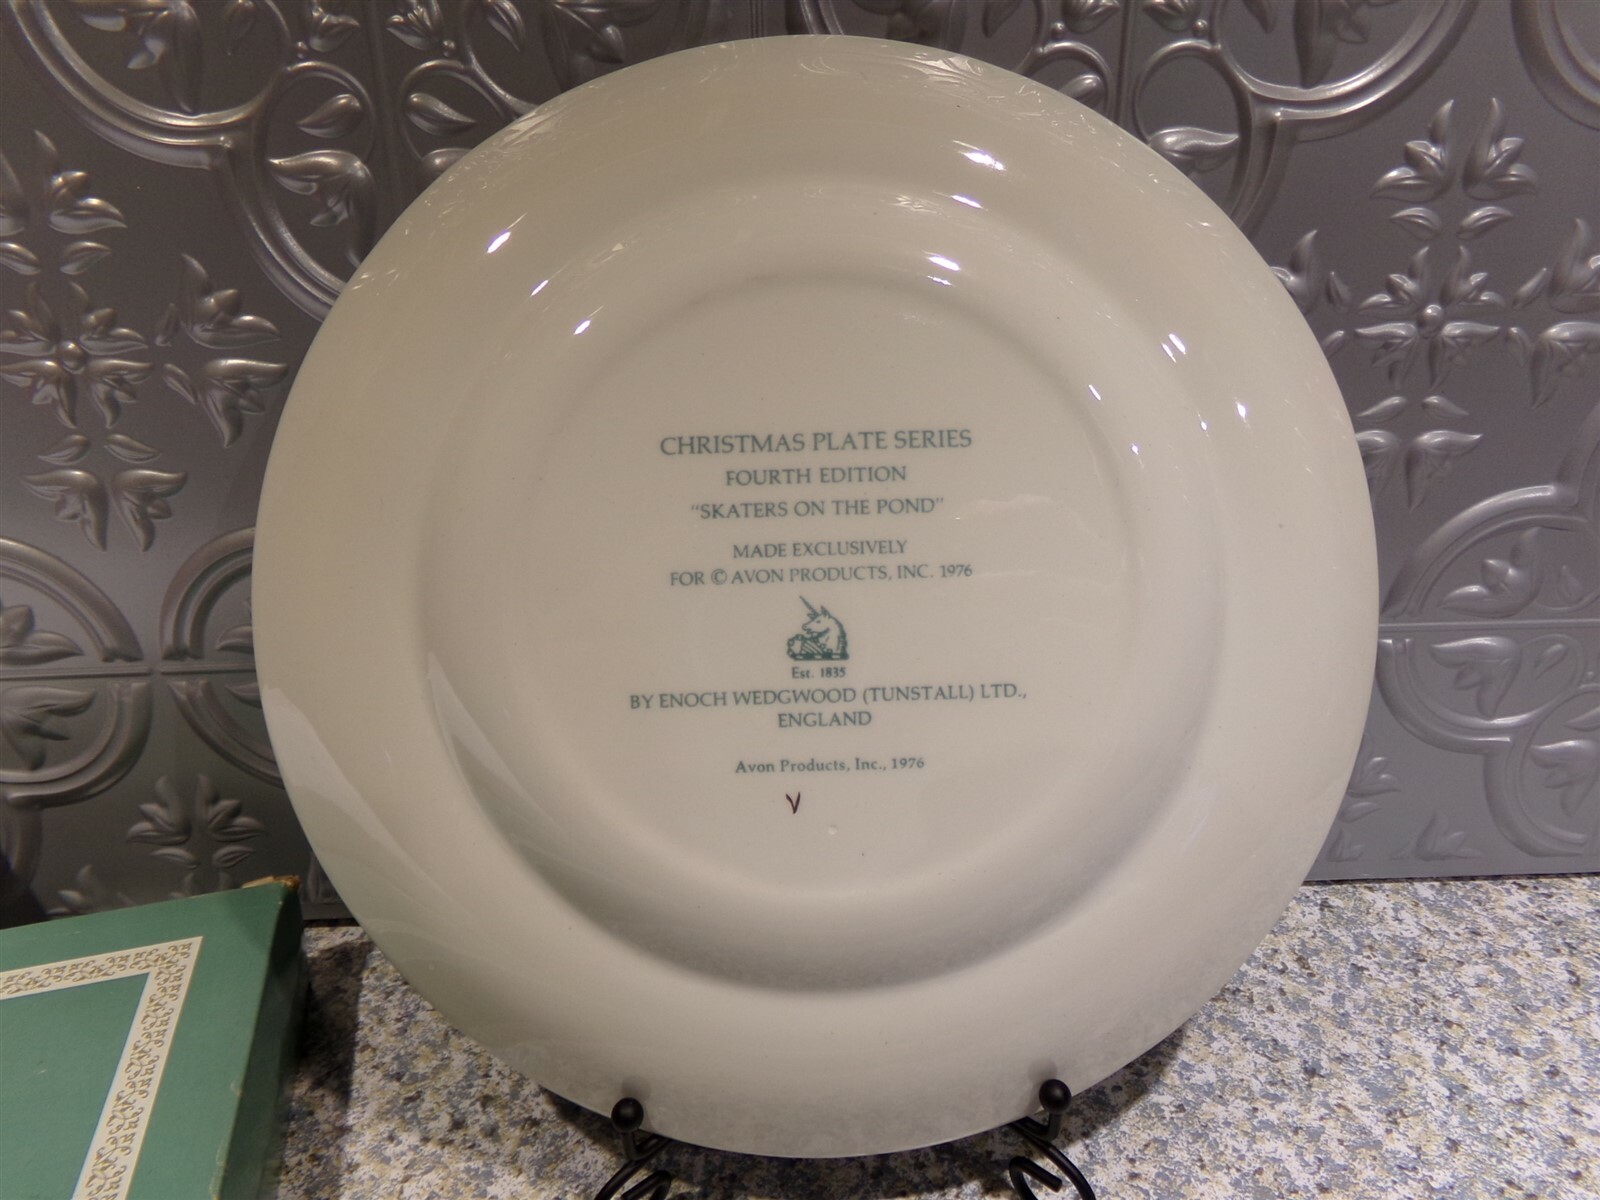 CHRISTMAS PLATE SERIES
FOURTH EDITION
"SKATERS ON THE POND"
MADE EXCLUSIVELY
FOR © AVON PRODUCTS, INC. 1976
Est. 1835
BY ENOCH WEDGWOOD (TUNSTALL) LTD.,
ENGLAND
Avon Products, Inc., 1976
V